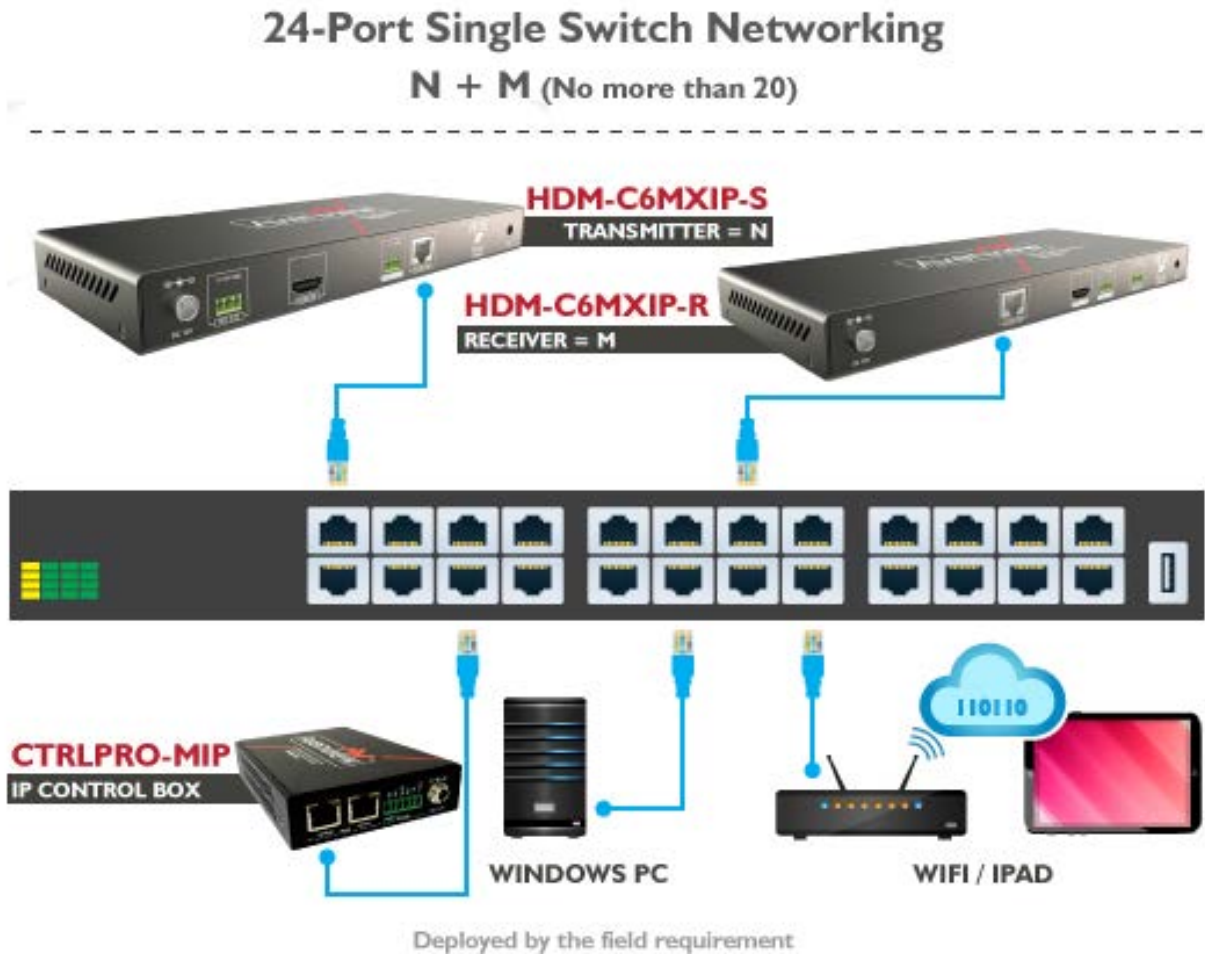 24-Port Single Switch Networking
N + M (No more than 20)
HDM-C6MXIP-S
TRANSMITTER = N
HDM-C6MXIP-R
RECEIVER = M
CTRLPRO-MIP
IP CONTROL BOX
WINDOWS PC
110110
WIFI / IPAD
Deployed by the field requirement